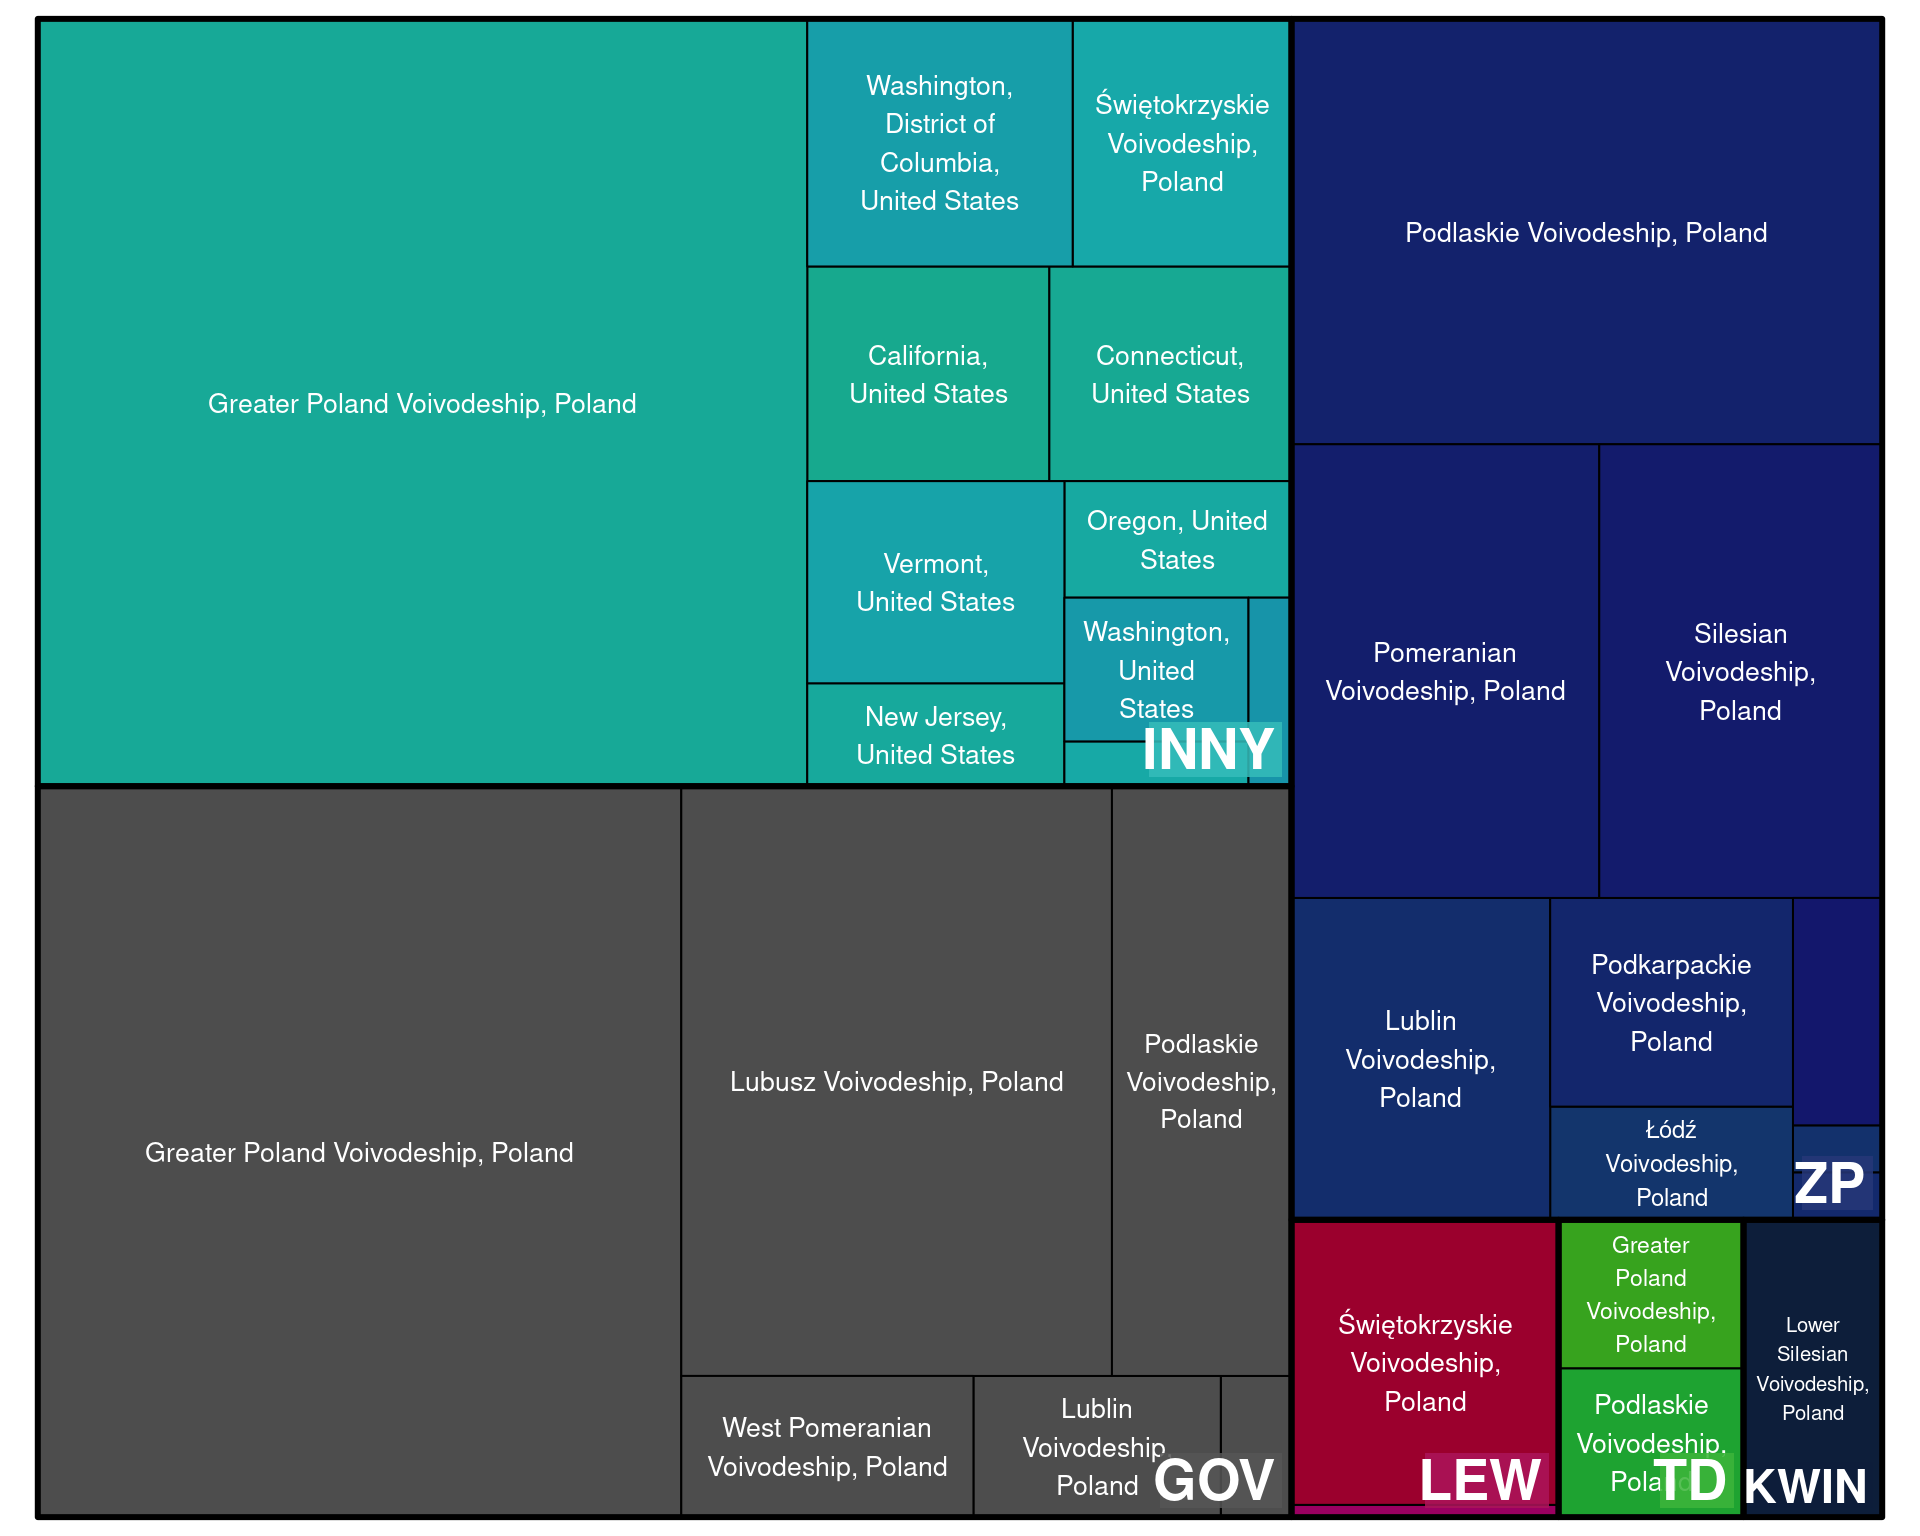 Greater Poland Voivodeship, Poland
Washington,
District of
Columbia,
United States
Świętokrzyskie
Voivodeship,
Poland
California,
United States
Connecticut,
United States
Vermont,
United States
Oregon, United
States
Washington,
United
States
New Jersey,
United States
INNY
Greater Poland Voivodeship, Poland
Lubusz Voivodeship, Poland
Podlaskie
Voivodeship,
Poland
West Pomeranian
Voivodeship, Poland
Lublin
Voivodeship,
Poland
GOV
Podlaskie Voivodeship, Poland
Pomeranian
Voivodeship, Poland
Silesian
Voivodeship,
Poland
Lublin
Voivodeship,
Poland
Podkarpackie
Voivodeship,
Poland
Łódź
Voivodeship,
Poland
ZP
Świętokrzyskie
Voivodeship,
Poland
LEW
Greater
Poland
Voivodeship,
Poland
Podlaskie
Voivodeship,
Poland
TD
Lower
Silesian
Voivodeship,
Poland
KWIN